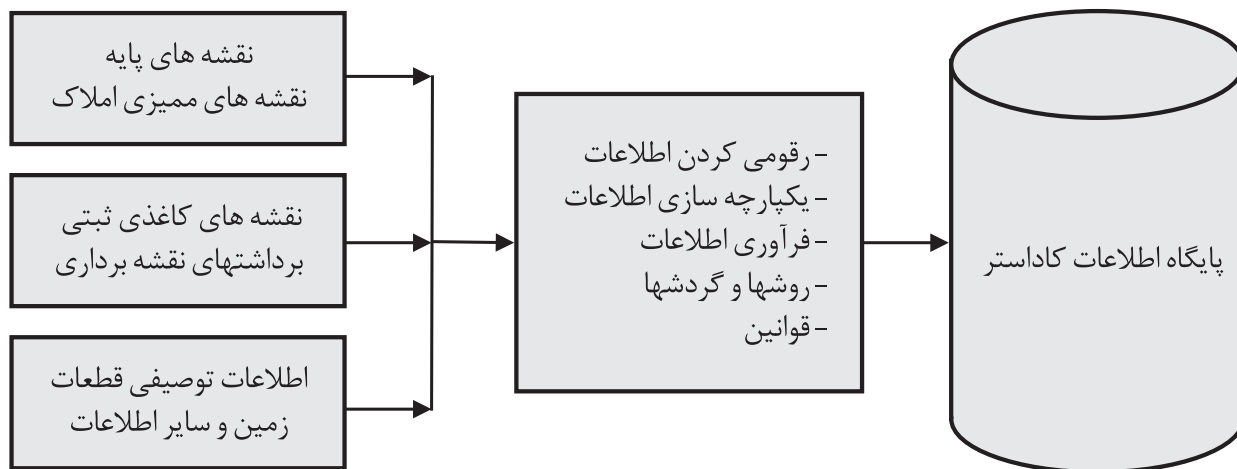 نقشه های پایه
نقشه های ممیزی املاک
نقشه های کاغذی ثبتی
برداشتهای نقشه برداری
اطلاعات توصیفی قطعات
زمین و سایر اطلاعات
- رقومی کردن اطلاعات
- یکپارچه سازی اطلاعات
- فرآوری اطلاعات
- روشها و گردشها
- قوانین
پایگاه اطلاعات کاداستر